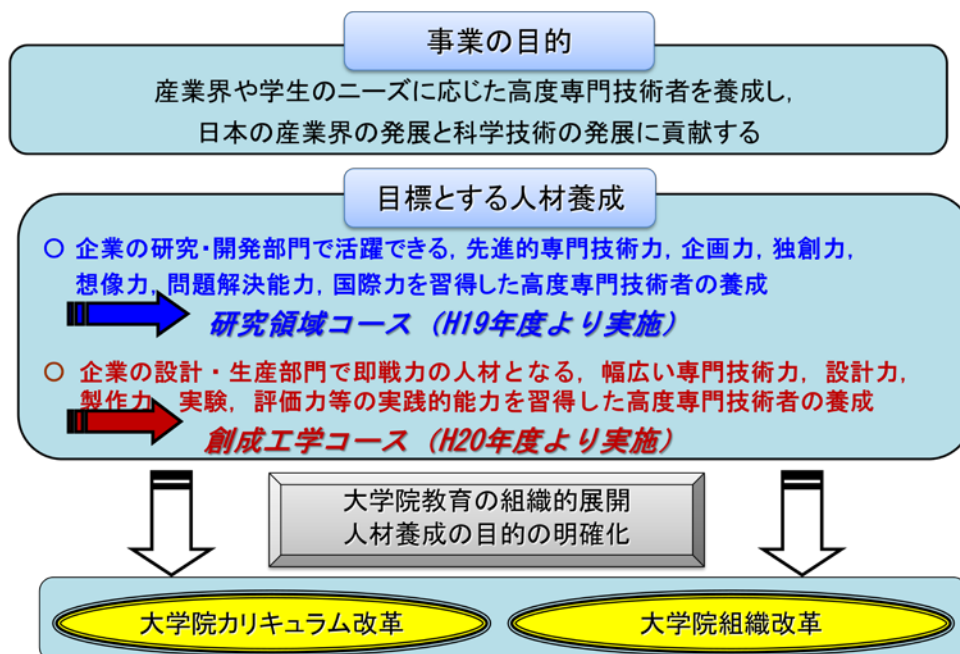 事業の目的
産業界や学生のニーズに応じた高度専門技術者を養成し,
日本の産業界の発展と科学技術の発展に貢献する
目標とする人材養成
○ 企業の研究・開発部門で活躍できる, 先進的専門技術力, 企画力, 独創力,
想像力, 問題解決能力, 国際力を習得した高度専門技術者の養成
研究領域コース (H19年度より実施)
○ 企業の設計・生産部門で即戦力の人材となる, 幅広い専門技術力, 設計力,
製作力, 実験, 評価力等の実践的能力を習得した高度専門技術者の養成
創成工学コース (H20年度より実施)
大学院教育の組織的展開
人材養成の目的の明確化
大学院カリキュラム改革
大学院組織改革